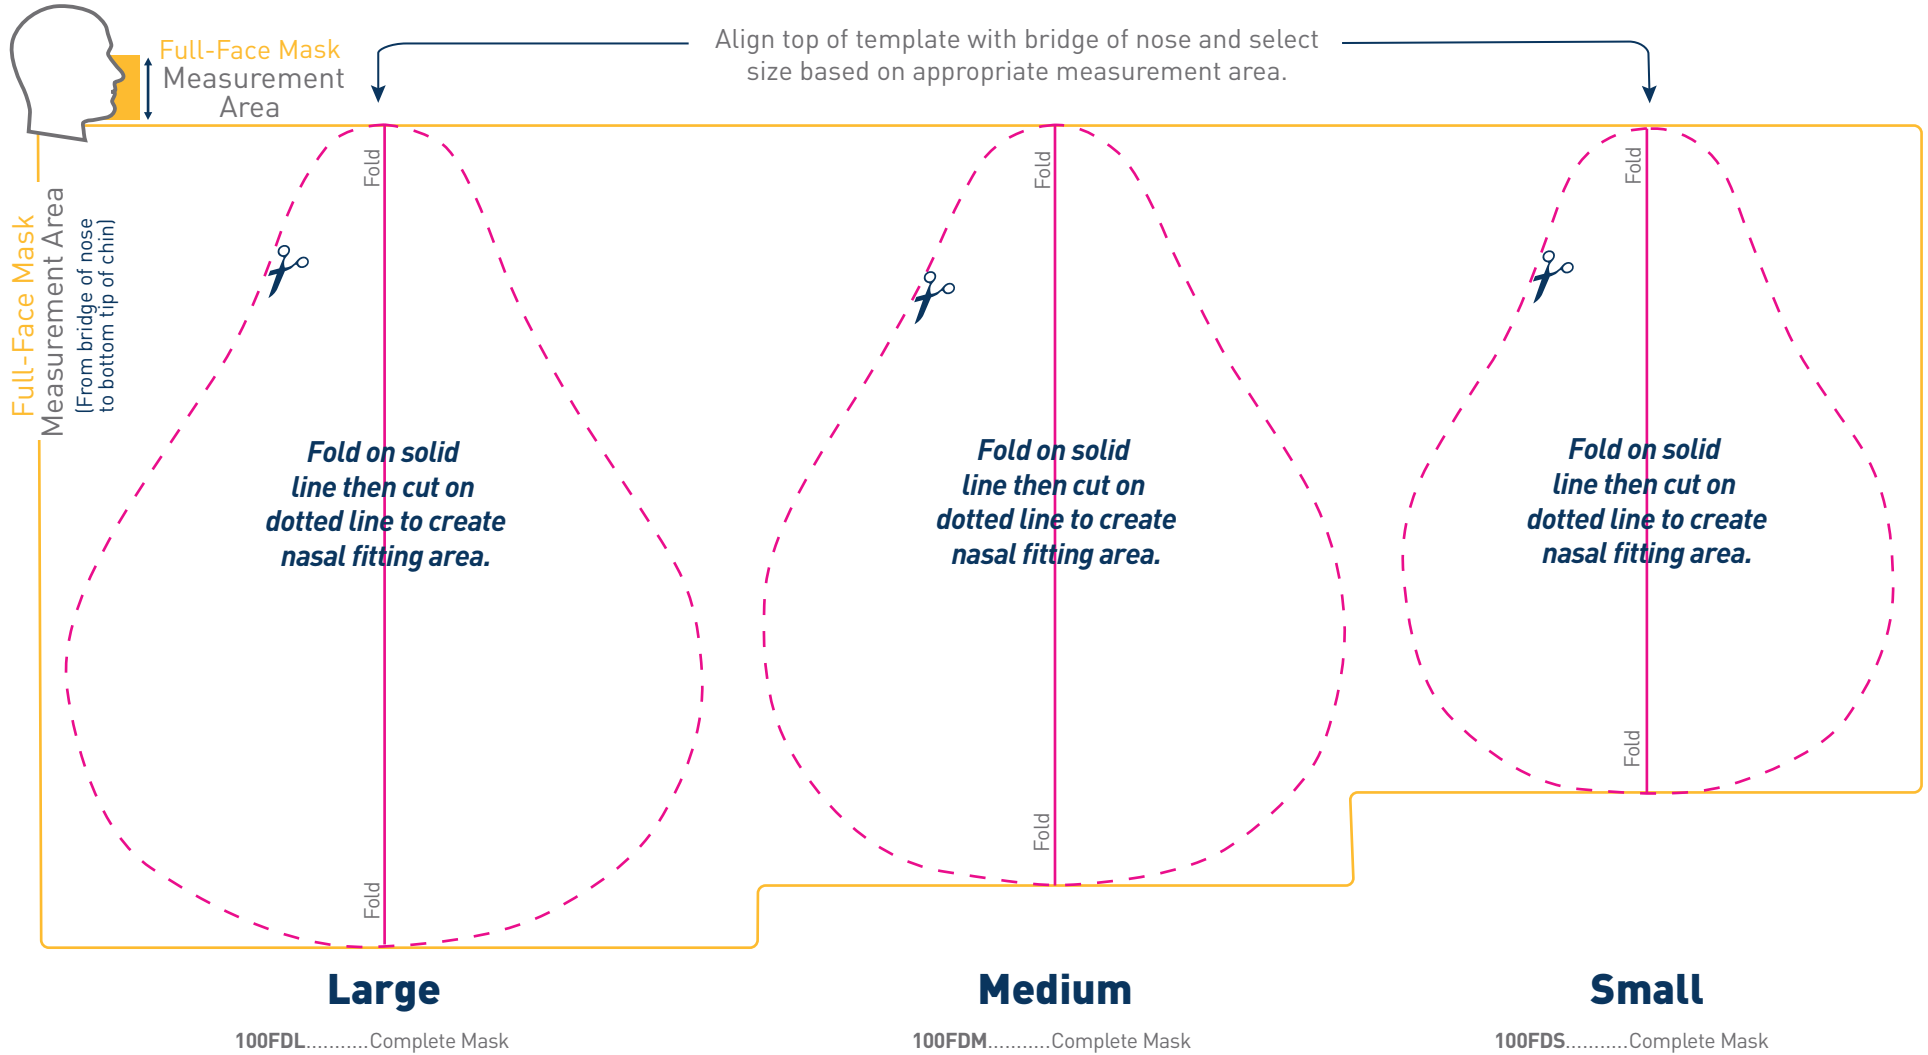 Full-Face Mask
Measurement
Area
Align top of template with bridge of nose and select
size based on appropriate measurement area.
Full-Face Mask
Measurement Area
(From bridge of nose
to bottom tip of chin)
Fold
Fold on solid
line then cut on
dotted line to create
nasal fitting area.
Fold
Fold
Fold on solid
line then cut on
dotted line to create
nasal fitting area.
Fold
Fold
Fold on solid
line then cut on
dotted line to create
nasal fitting area.
Fold
Large
100FDL...........Complete Mask
Medium
100FDM...........Complete Mask
Small
100FDS...........Complete Mask